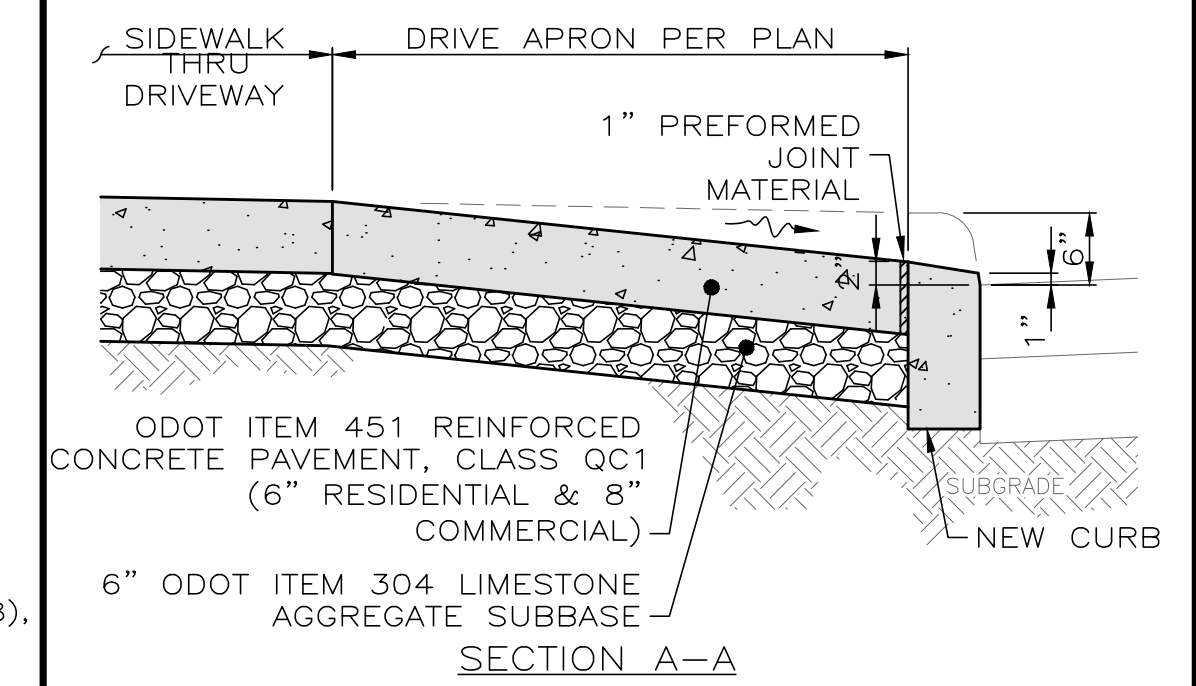 SIDEWALK
THRU
DRIVEWAY
DRIVE APRON PER PLAN
1” PREFORMED
JOINT
MATERIAL
2”
6”
1”
ODOT ITEM 451 REINFORCED
CONCRETE PAVEMENT, CLASS QC1
(6” RESIDENTIAL & 8”
COMMERCIAL)
SUBGRADE
NEW CURB
6” ODOT ITEM 304 LIMESTONE
AGGREGATE SUBBASE
SECTION A–A